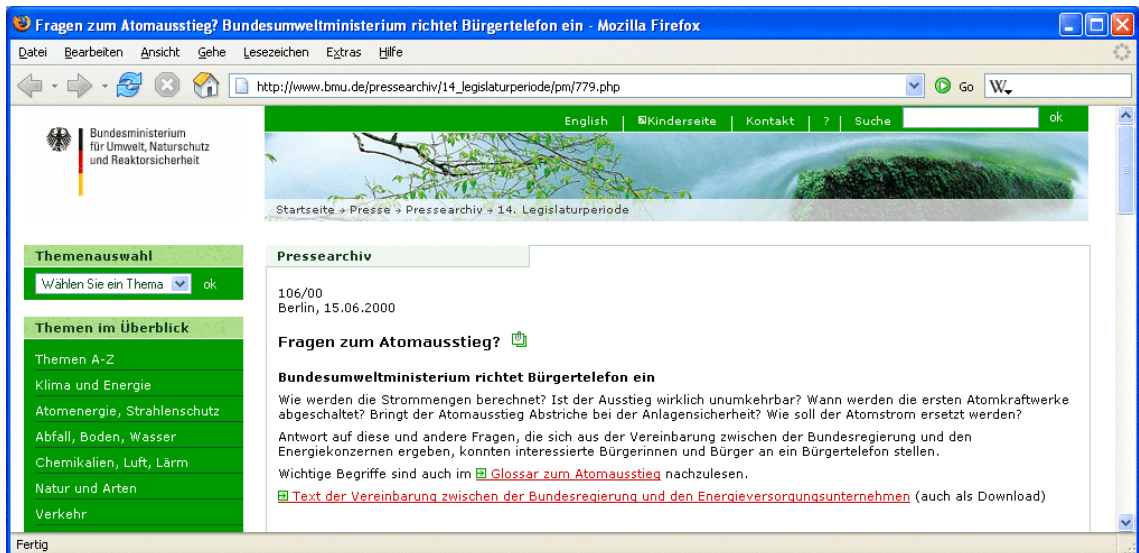 Fragen zum Atomausstieg? Bundesumweltministerium richtet Bürgertelefon ein - Mozilla Firefox
Datei Bearbeiten Ansicht Gehe Lesezeichen Extras Hilfe
http://www.bmu.de/pressearchiv/14_legislaturperiode/pm/779.php Go W
Bundesministerium
für Umwelt, Naturschutz
und Reaktorsicherheit
English | Kinderseite | Kontakt | ? | Suche ok
Startseite → Presse → Pressearchiv → 14. Legislaturperiode
Themenauswahl
Wählen Sie ein Thema ok
Themen im Überblick
Themen A-Z
Klima und Energie
Atomenergie, Strahlenschutz
Abfall, Boden, Wasser
Chemikalien, Luft, Lärm
Natur und Arten
Verkehr
Pressearchiv
106/00
Berlin, 15.06.2000
Fragen zum Atomausstieg?
Bundesumweltministerium richtet Bürgertelefon ein
Wie werden die Strommengen berechnet? Ist der Ausstieg wirklich unumkehrbar? Wann werden die ersten Atomkraftwerke
abgeschaltet? Bringt der Atomausstieg Abstriche bei der Anlagensicherheit? Wie soll der Atomstrom ersetzt werden?
Antwort auf diese und andere Fragen, die sich aus der Vereinbarung zwischen der Bundesregierung und den
Energiekonzernen ergeben, konnten interessierte Bürgerinnen und Bürger an ein Bürgertelefon stellen.
Wichtige Begriffe sind auch im Glossar zum Atomausstieg nachzulesen.
Text der Vereinbarung zwischen der Bundesregierung und den Energieversorgungsunternehmen (auch als Download)
Fertig